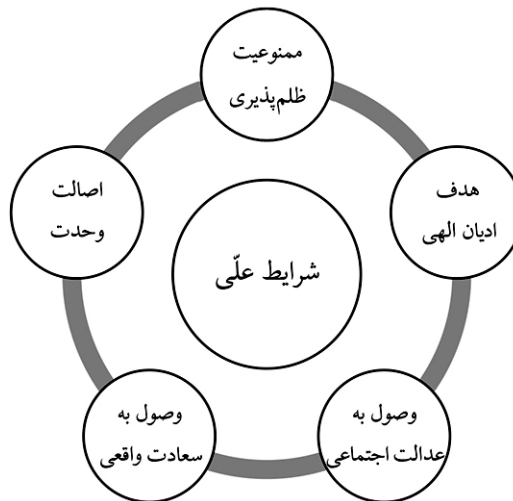 ممنوعیت
ظلم‌پذیری
هدف
ادیان الهی
اصالت
وحدت
شرایط علّی
وصول به
عدالت اجتماعی
وصول به
سعادت واقعی